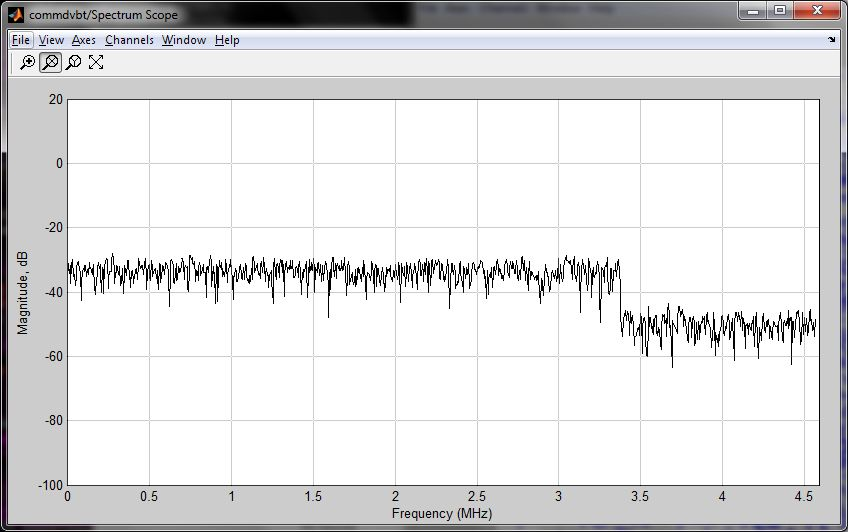 commdvbt/Spectrum Scope
File View Axes Channels Window Help
20
0
-20
-40
-60
-80
-100
Magnitude, dB
0 0.5 1 1.5 2 2.5 3 3.5 4 4.5
Frequency (MHz)